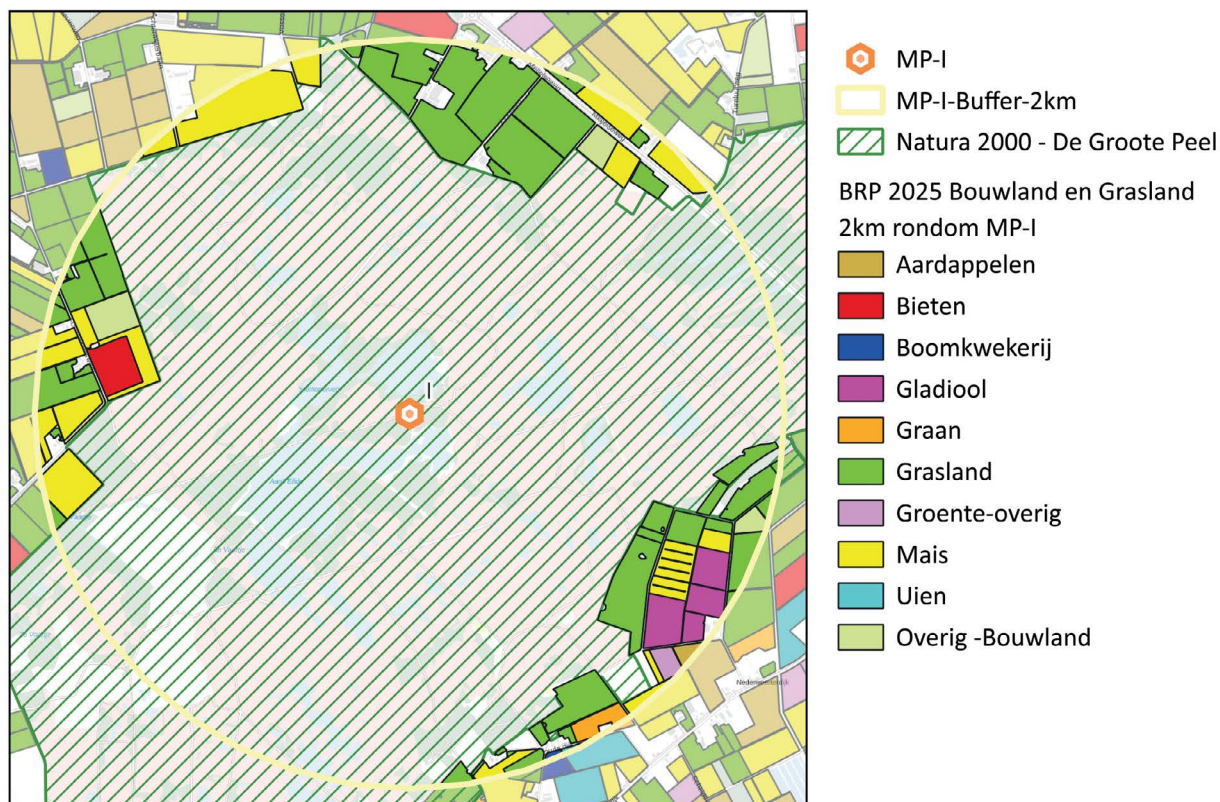 MP-I
MP-I-Buffer-2km
Natura 2000 - De Groote Peel
BRP 2025 Bouwland en Grasland
2km rondom MP-I
Aardappelen
Bieten
Boomkwekerij
Gladiool
Graan
Grasland
Groente-overig
Mais
Uien
Overig -Bouwland
I